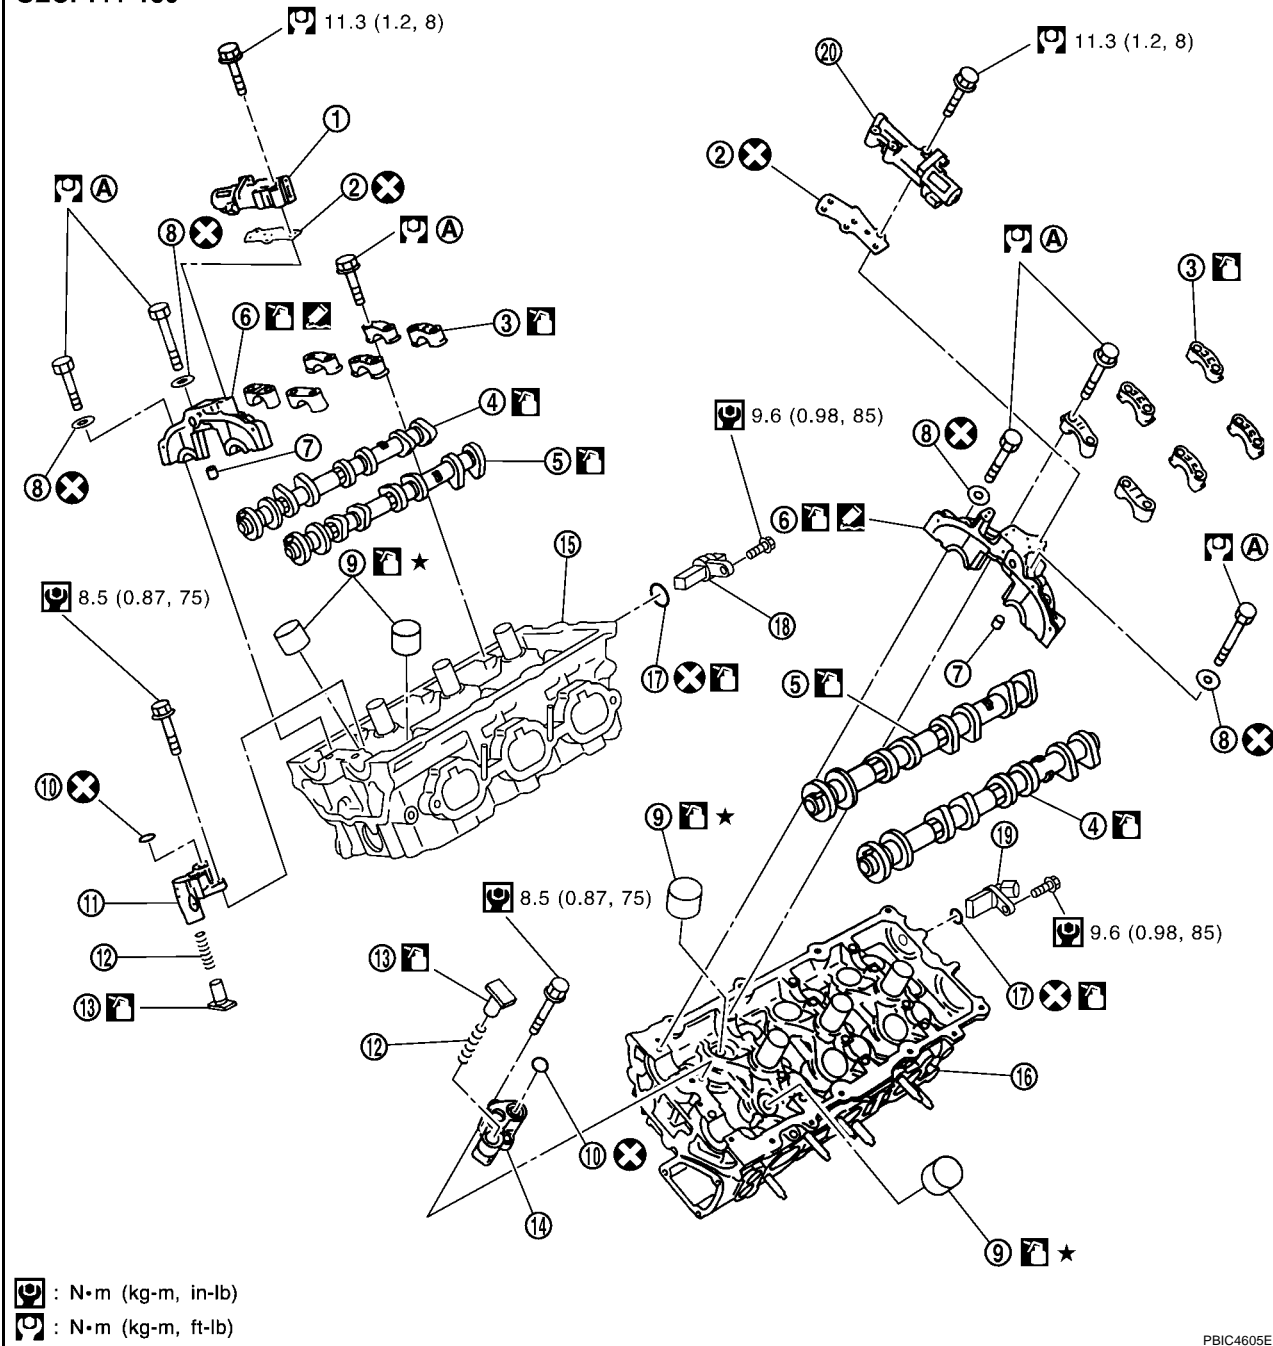 11.3 (1.2, 8)
11.3 (1.2, 8)
20
1
2
2
A
8
A
A
3
6
3
4
9.6 (0.98, 85)
8
7
5
8
6
15
A
9 ★
8.5 (0.87, 75)
18
17
7
5
8
10
9 ★
4
19
11
8.5 (0.87, 75)
9.6 (0.98, 85)
12
13
13
17
12
16
10
14
9 ★
: N•m (kg-m, in-lb)
: N•m (kg-m, ft-lb)
PBIC4605E